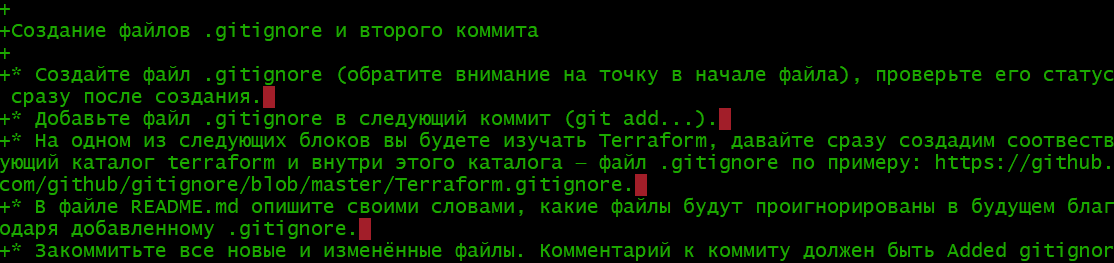 +
+Создание файлов .gitignore и второго коммита
+
+* Создайте файл .gitignore (обратите внимание на точку в начале файла), проверьте его статус
сразу после создания.
+* Добавьте файл .gitignore в следующий коммит (git add...).
+* На одном из следующих блоков вы будете изучать Terraform, давайте сразу создадим соотвеств
ующий каталог terraform и внутри этого каталога — файл .gitignore по примеру: https://github.
com/github/gitignore/blob/master/Terraform.gitignore.
+* В файле README.md опишите своими словами, какие файлы будут проигнорированы в будущем благ
одаря добавленному .gitignore.
+* Закоммитьте все новые и изменённые файлы. Комментарий к коммиту должен быть Added gitignor